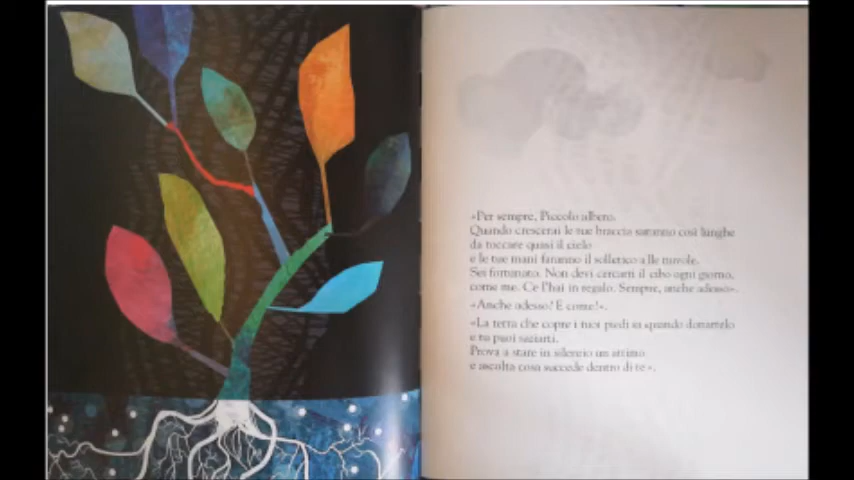 «Per sempre, Piccolo albero.
Quando crescerai le tue braccia saranno così lunghe
da toccare quasi il cielo
e le tue mani faranno il solletico alle nuvole.
Sei fortunato. Non devi cercarti il cibo ogni giorno,
come me. Ce l'hai in regalo. Sempre, anche adesso».
«Anche adesso? E come?».
«La terra che copre i tuoi piedi sa quando donartelo
e tu puoi saziarti.
Prova a stare in silenzio un attimo
e ascolta cosa succede dentro di te».